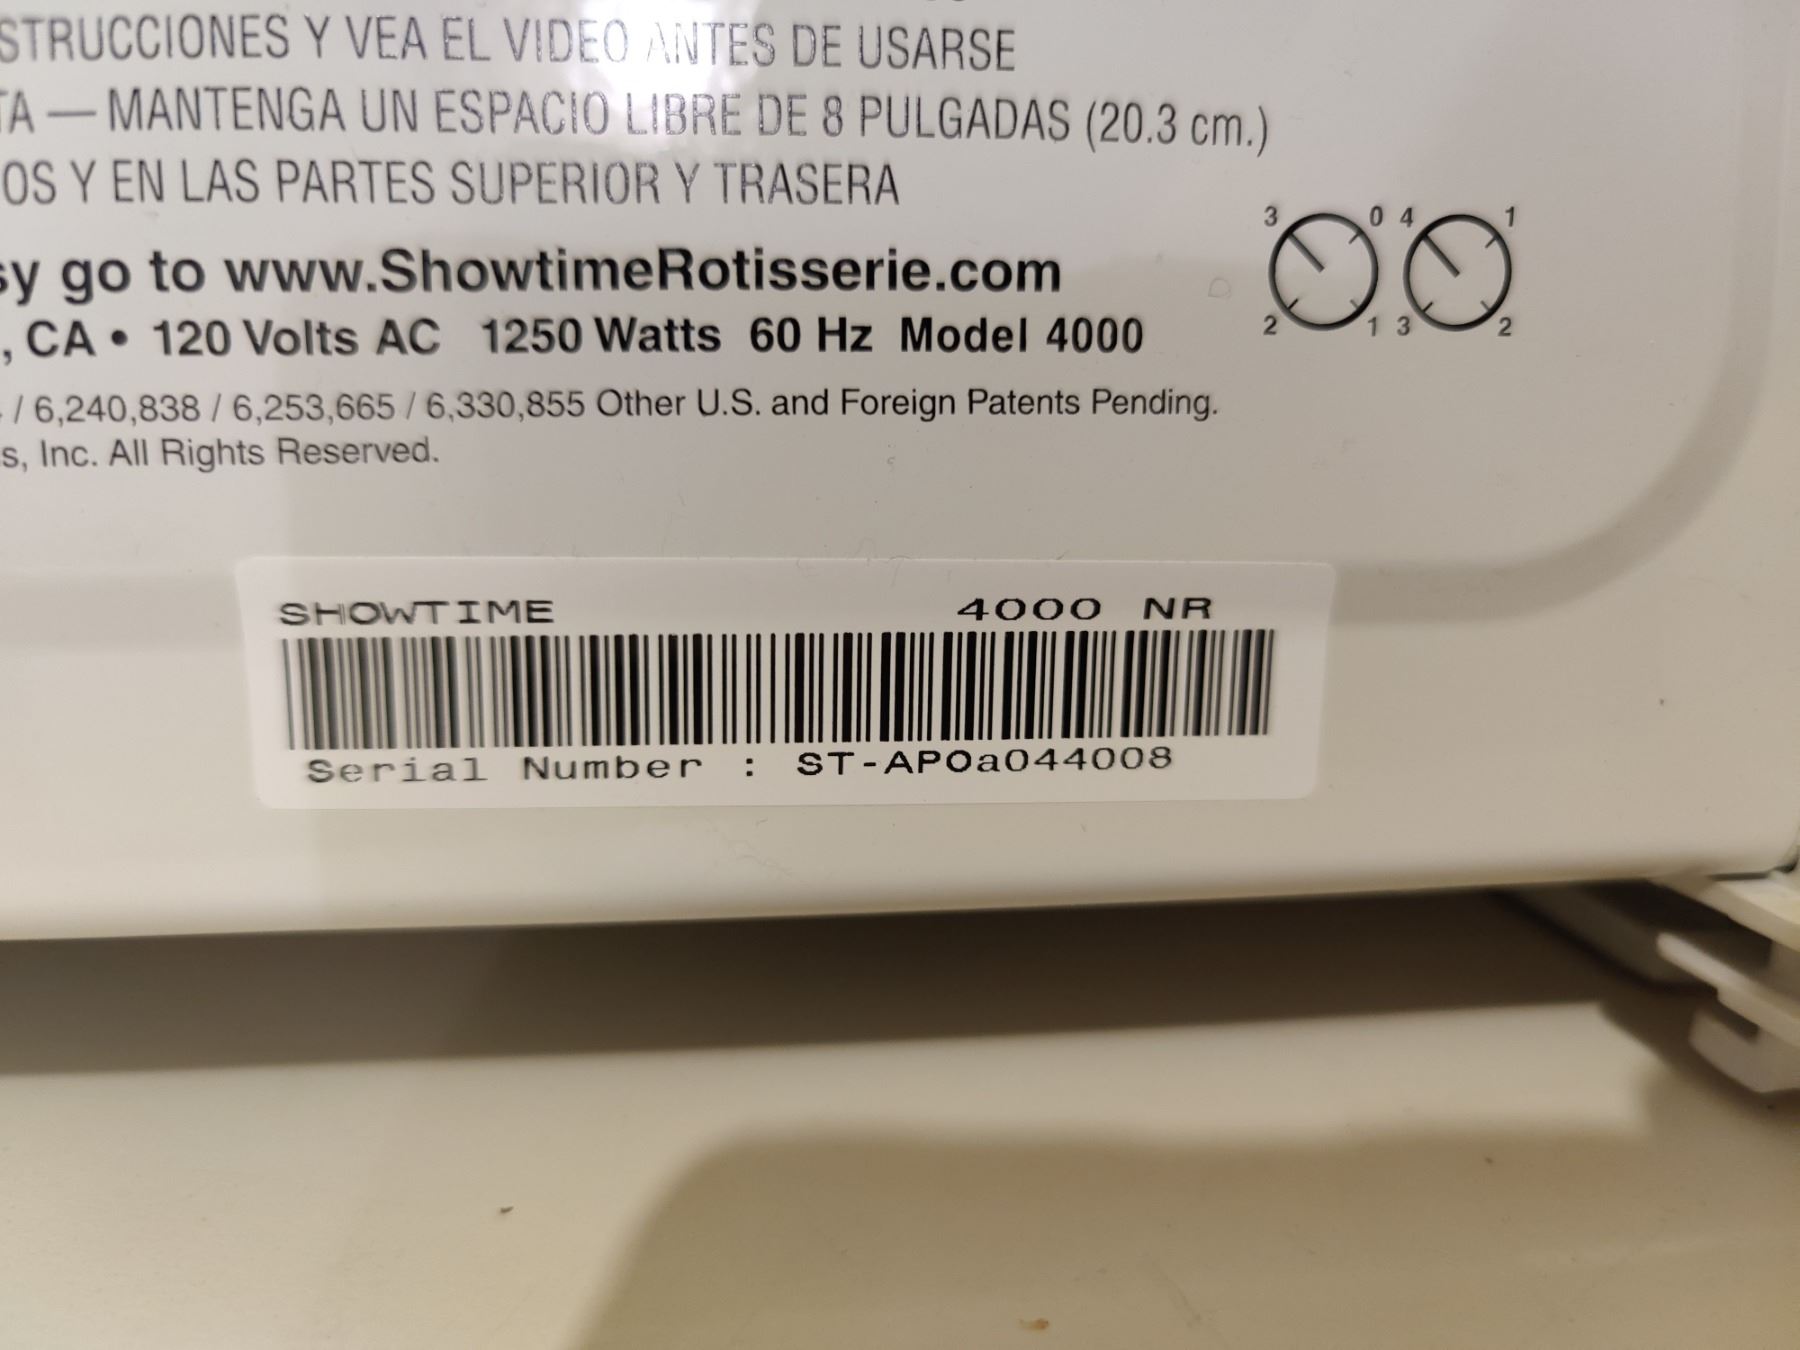 STRUCCIONES Y VEA EL VIDEO ANTES DE USARSE
TA — MANTENGA UN ESPACIO LIBRE DE 8 PULGADAS (20.3 cm.)
OS Y EN LAS PARTES SUPERIOR Y TRASERA
3 0 4 1
sy go to www.ShowtimeRotisserie.com
2 1 3 2
, CA • 120 Volts AC 1250 Watts 60 Hz Model 4000
/ 6,240,838 / 6,253,665 / 6,330,855 Other U.S. and Foreign Patents Pending.
s, Inc. All Rights Reserved.
SHOWTIME 4000 NR
Serial Number : ST-APOa044008